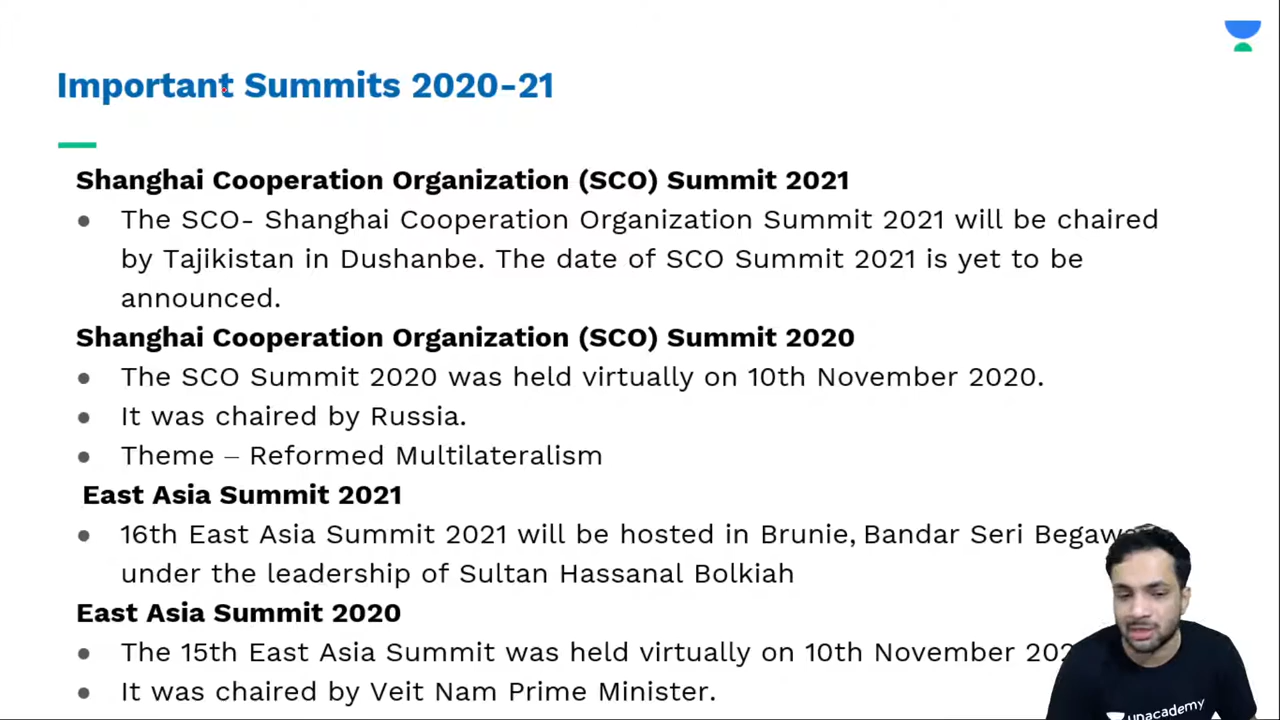 Important Summits 2020-21
Shanghai Cooperation Organization (SCO) Summit 2021
● The SCO- Shanghai Cooperation Organization Summit 2021 will be chaired
by Tajikistan in Dushanbe. The date of SCO Summit 2021 is yet to be
announced.
Shanghai Cooperation Organization (SCO) Summit 2020
● The SCO Summit 2020 was held virtually on 10th November 2020.
● It was chaired by Russia.
● Theme – Reformed Multilateralism
East Asia Summit 2021
● 16th East Asia Summit 2021 will be hosted in Brunie, Bandar Seri
under the leadership of Sultan Hassanal Bolkiah
East Asia Summit 2020
● The 15th East Asia Summit was held virtually on 10th November
● It was chaired by Veit Nam Prime Minister.
unacademy